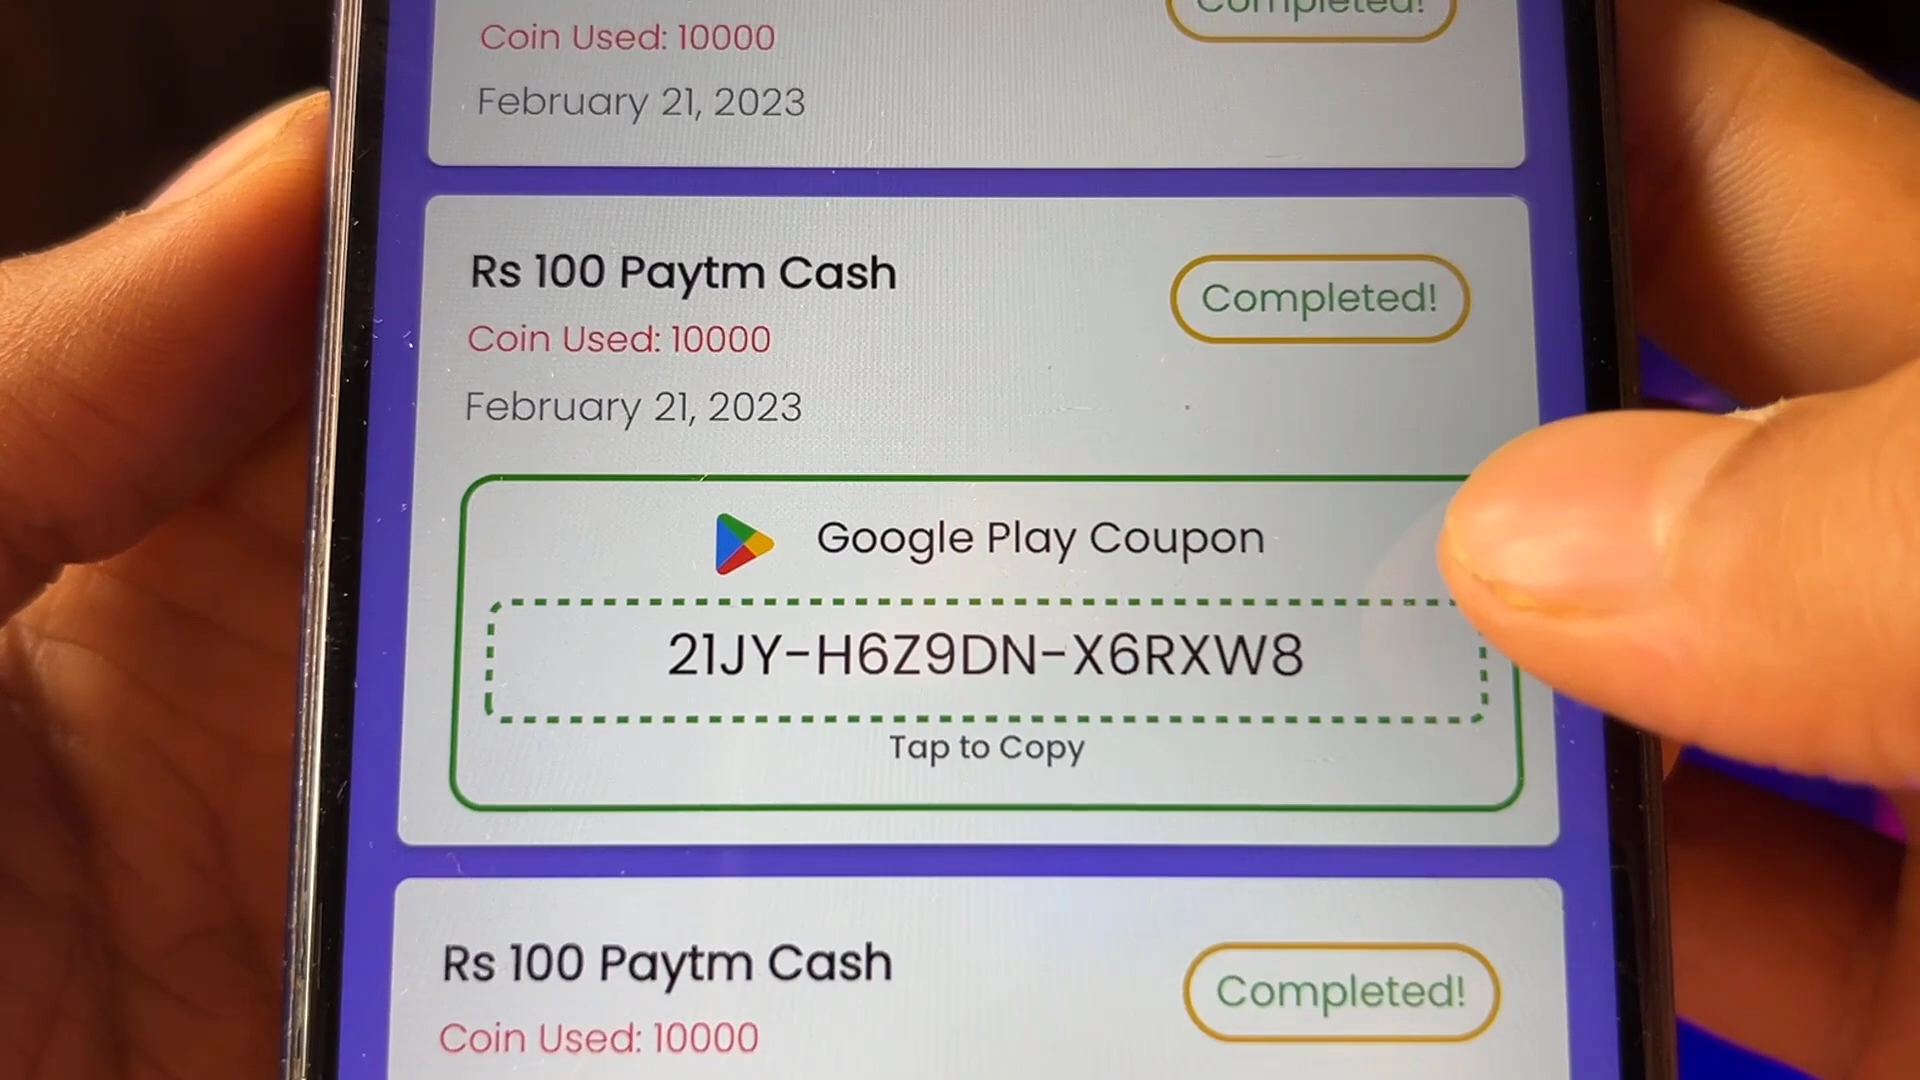 Completed!
Coin Used: 10000
February 21, 2023
Rs 100 Paytm Cash
Completed!
Coin Used: 10000
February 21, 2023
Google Play Coupon
21JY-H6Z9DN-X6RXW8
Tap to Copy
Rs 100 Paytm Cash
Completed!
Coin Used: 10000